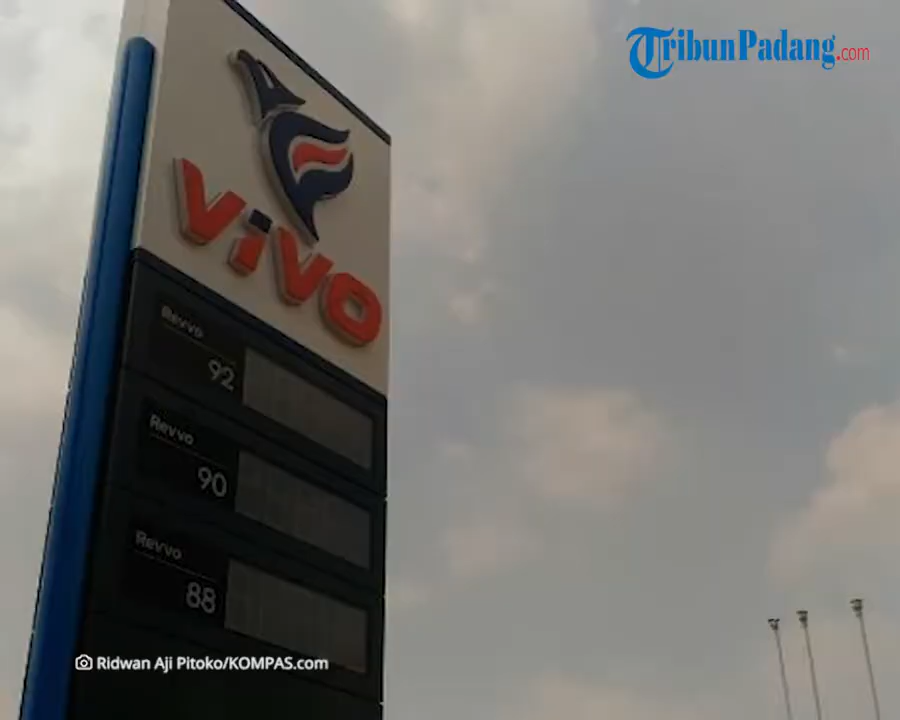 TribunPadang.com
VIVO
Revvo
92
Revvo
90
Revvo
88
Ridwan Aji Pitoko/KOMPAS.com